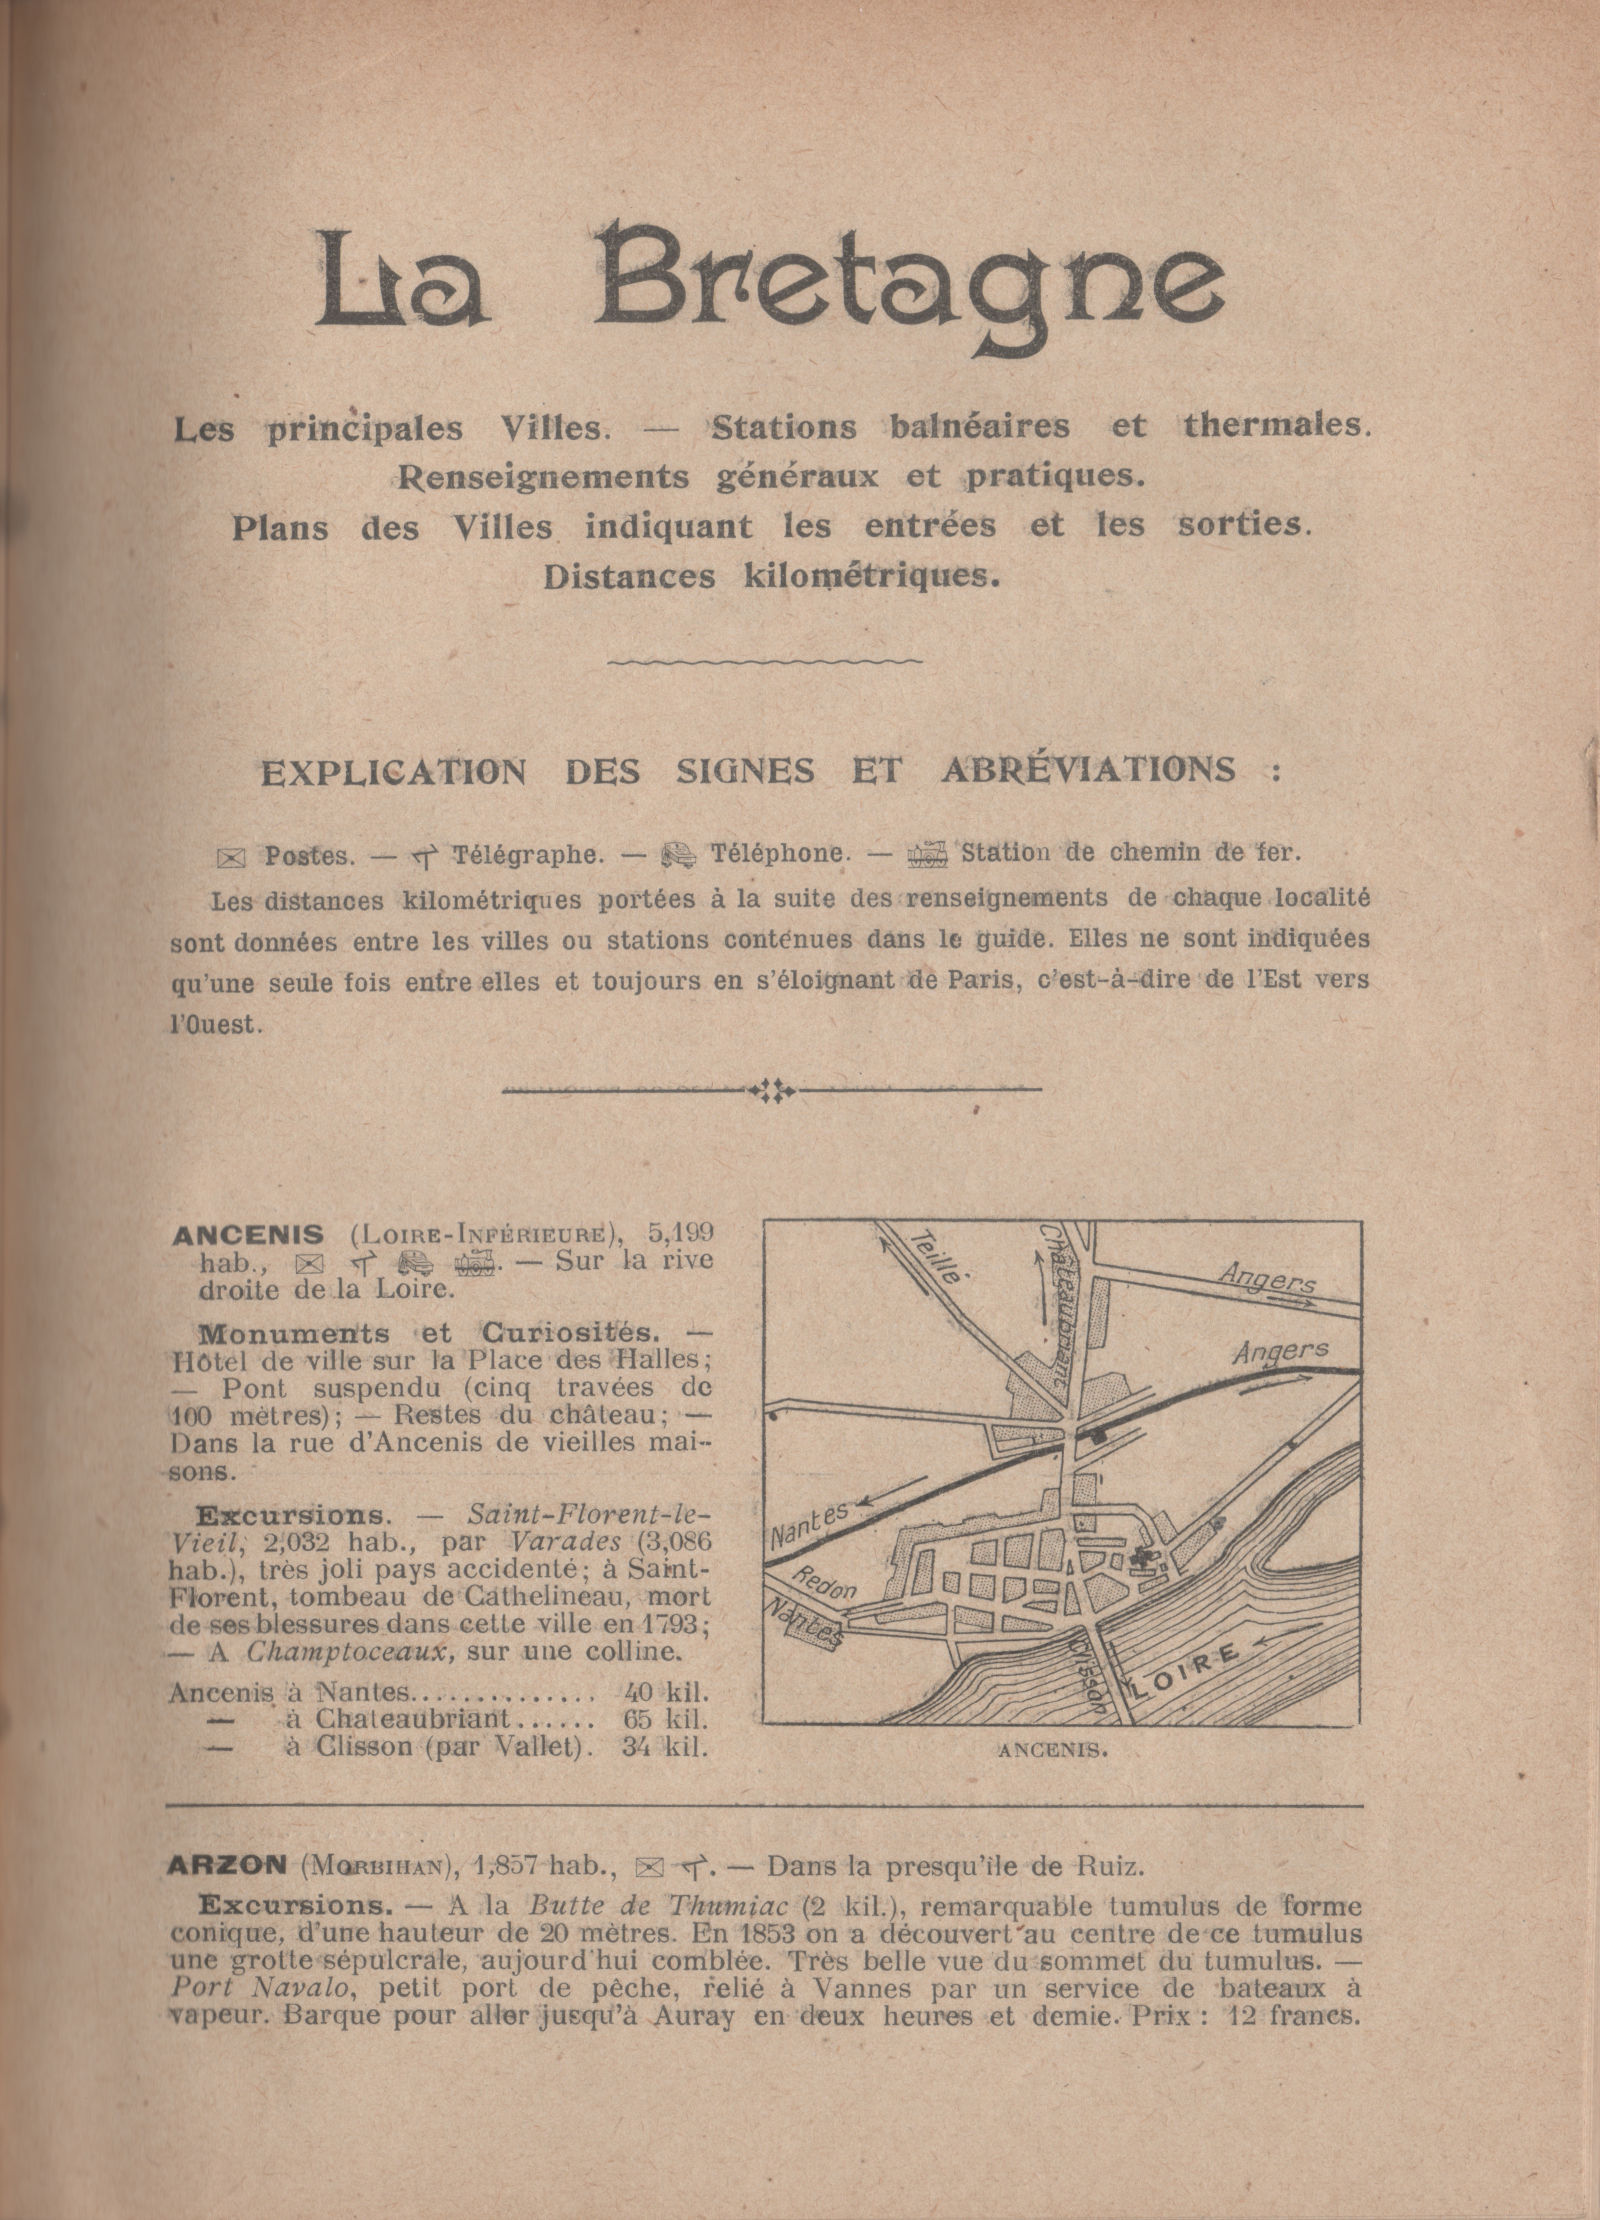 La Bretagne
Les principales Villes. — Stations balnéaires et thermales.
Renseignements généraux et pratiques.
Plans des Villes indiquant les entrées et les sorties.
Distances kilométriques.
EXPLICATION DES SIGNES ET ABRÉVIATIONS :
Postes. — Télégraphe. — Téléphone. — Station de chemin de fer.
Les distances kilométriques portées à la suite des renseignements de chaque localité
sont données entre les villes ou stations contenues dans le guide. Elles ne sont indiquées
qu'une seule fois entre elles et toujours en s'éloignant de Paris, c'est-à-dire de l'Est vers
l'Ouest.
ANCENIS (LOIRE-INFÉRIEURE), 5,199
hab., . — Sur la rive
droite de la Loire.
Monuments et Curiosités. —
Hôtel de ville sur la Place des Halles;
— Pont suspendu (cinq travées de
100 mètres); — Restes du château; —
Dans la rue d'Ancenis de vieilles mai-
sons.
Excursions. — Saint-Florent-le-
Vieil, 2,032 hab., par Varades (3,086
hab.), très joli pays accidenté; à Saint-
Florent, tombeau de Cathelineau, mort
de ses blessures dans cette ville en 1793;
— A Champtoceaux, sur une colline.
Ancenis à Nantes.............. 40 kil.
— à Chateaubriant...... 65 kil.
— à Clisson (par Vallet). 34 kil.
Teillé
Chateaubriant
Angers
Angers
Nantes
Redon
Nantes
Clisson
LOIRE
ANCENIS.
ARZON (MORBIHAN), 1,857 hab., . — Dans la presqu'île de Ruiz.
Excursions. — A la Butte de Thumiac (2 kil.), remarquable tumulus de forme
conique, d'une hauteur de 20 mètres. En 1853 on a découvert au centre de ce tumulus
une grotte sépulcrale, aujourd'hui comblée. Très belle vue du sommet du tumulus. —
Port Navalo, petit port de pêche, relié à Vannes par un service de bateaux à
vapeur. Barque pour aller jusqu'à Auray en deux heures et demie. Prix : 12 francs.